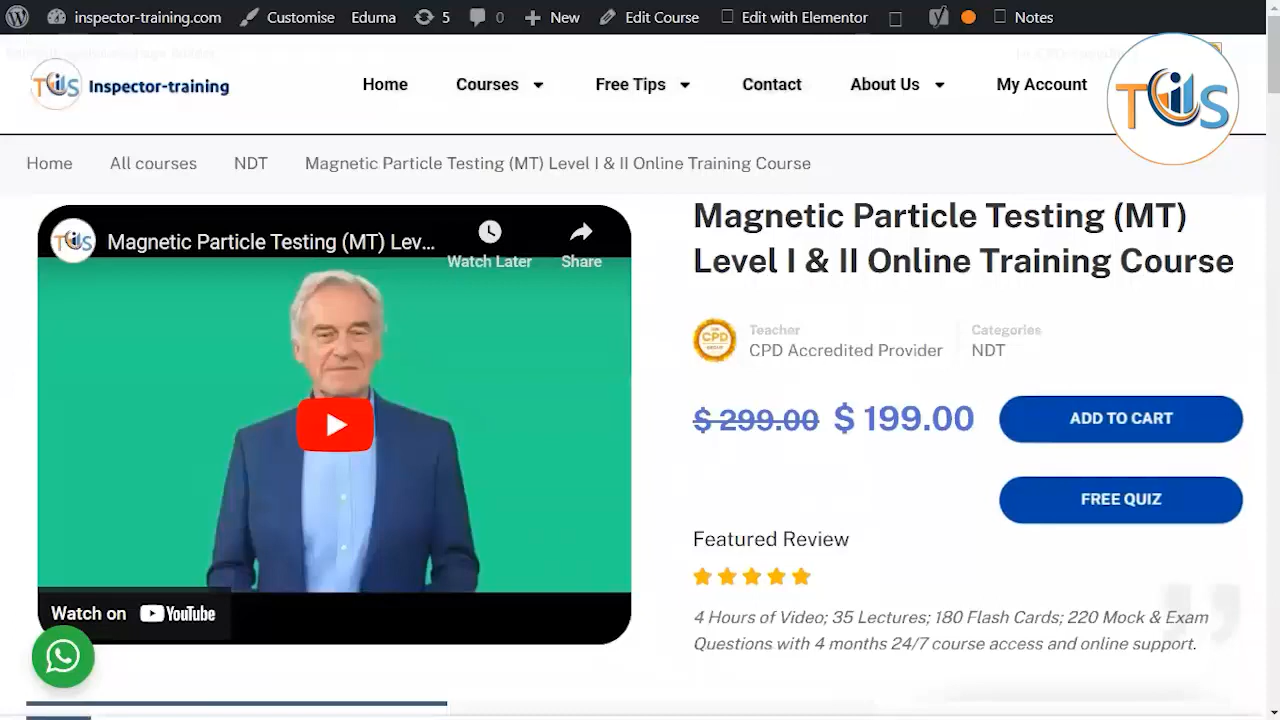 inspector-training.com Customise Eduma 5 0 New Edit Course Edit with Elementor Notes
TIS Inspector-training Home Courses Free Tips Contact About Us My Account
TIS
Home All courses NDT Magnetic Particle Testing (MT) Level I & II Online Training Course
TIS Magnetic Particle Testing (MT) Lev...
Watch Later Share
Watch on YouTube
Magnetic Particle Testing (MT)
Level I & II Online Training Course
CPD
Teacher
CPD Accredited Provider
Categories
NDT
$ 299.00 $ 199.00 ADD TO CART
FREE QUIZ
Featured Review
4 Hours of Video; 35 Lectures; 180 Flash Cards; 220 Mock & Exam
Questions with 4 months 24/7 course access and online support.